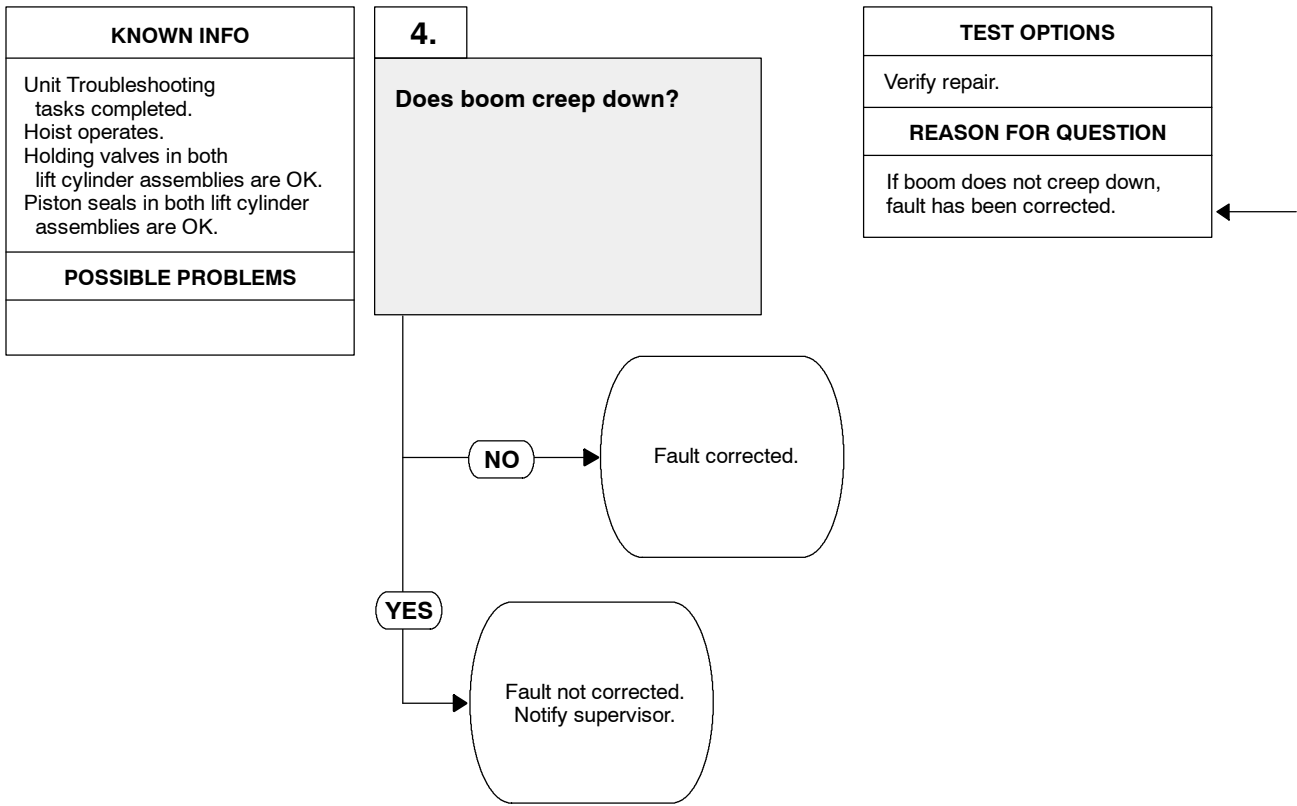 KNOWN INFO
Unit Troubleshooting
tasks completed.
Hoist operates.
Holding valves in both
lift cylinder assemblies are OK.
Piston seals in both lift cylinder
assemblies are OK.
POSSIBLE PROBLEMS
4.
Does boom creep down?
TEST OPTIONS
Verify repair.
REASON FOR QUESTION
If boom does not creep down,
fault has been corrected.
NO
Fault corrected.
YES
Fault not corrected.
Notify supervisor.